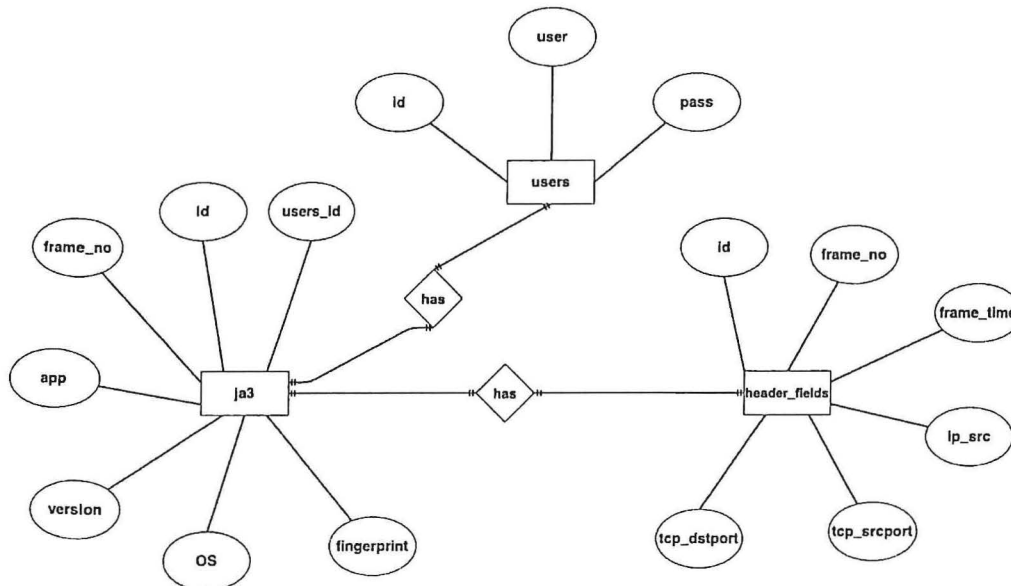 user
id
pass
users
id
users_id
frame_no
id
frame_no
has
frame_time
app
ja3
has
header_fields
ip_src
version
OS
fingerprint
tcp_dstport
tcp_srcport